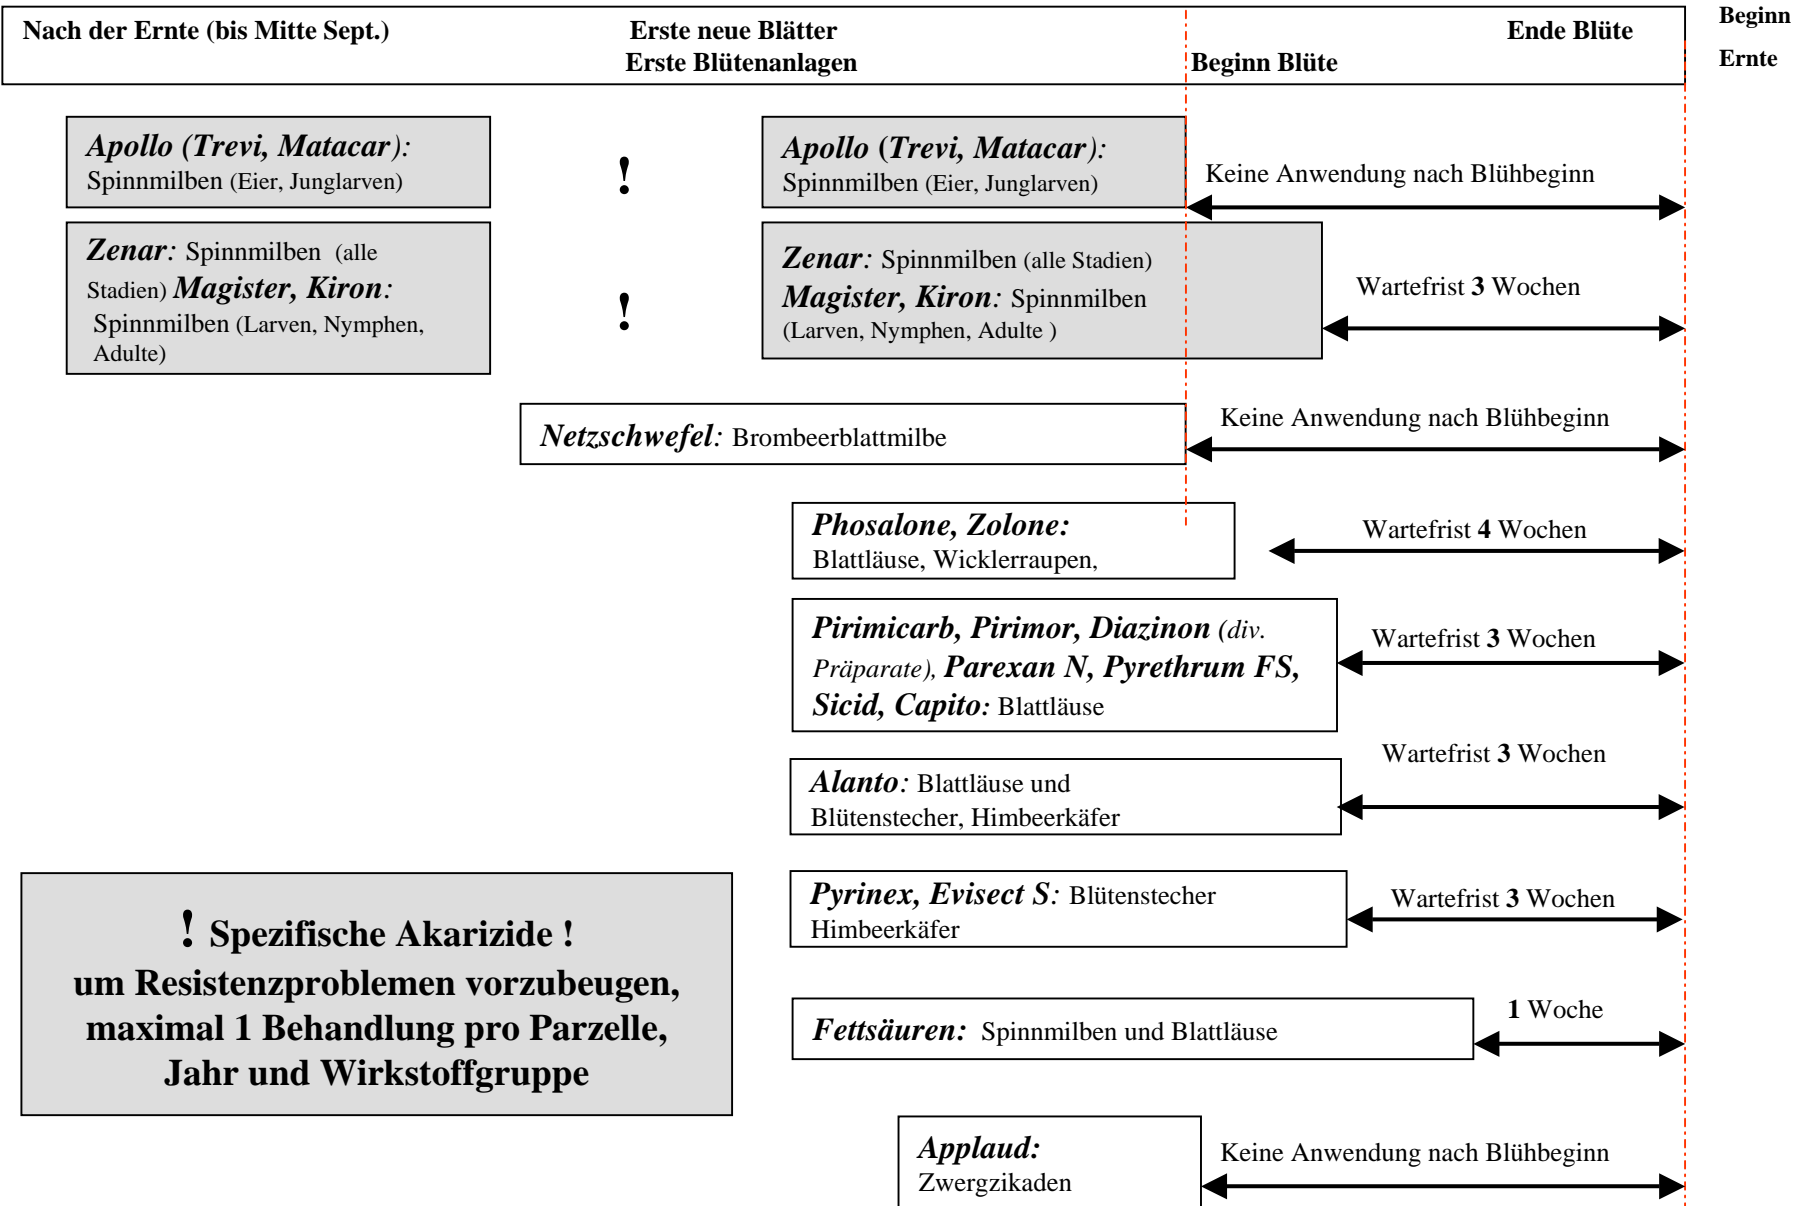 Nach der Ernte (bis Mitte Sept.) Erste neue Blätter Ende Blüte Beginn
Erste Blütenanlagen Beginn Blüte Ernte
Apollo (Trevi, Matacar):
Spinnmilben (Eier, Junglarven)
!
Apollo (Trevi, Matacar):
Spinnmilben (Eier, Junglarven)
Keine Anwendung nach Blühbeginn
Zenar: Spinnmilben (alle
Stadien) Magister, Kiron:
Spinnmilben (Larven, Nymphen,
Adulte)
!
Zenar: Spinnmilben (alle Stadien)
Magister, Kiron: Spinnmilben
(Larven, Nymphen, Adulte )
Wartefrist 3 Wochen
Netzschwefel: Brombeerblattmilbe
Keine Anwendung nach Blühbeginn
Phosalone, Zolone:
Blattläuse, Wicklerraupen,
Wartefrist 4 Wochen
Pirimicarb, Pirimor, Diazinon (div.
Präparate), Parexan N, Pyrethrum FS,
Sicid, Capito: Blattläuse
Wartefrist 3 Wochen
Alanto: Blattläuse und
Blütenstecher, Himbeerkäfer
Wartefrist 3 Wochen
Pyrinex, Evisect S: Blütenstecher
Himbeerkäfer
Wartefrist 3 Wochen
! Spezifische Akarizide !
um Resistenzproblemen vorzubeugen,
maximal 1 Behandlung pro Parzelle,
Jahr und Wirkstoffgruppe
Fettsäuren: Spinnmilben und Blattläuse
1 Woche
Applaud:
Zwergzikaden
Keine Anwendung nach Blühbeginn